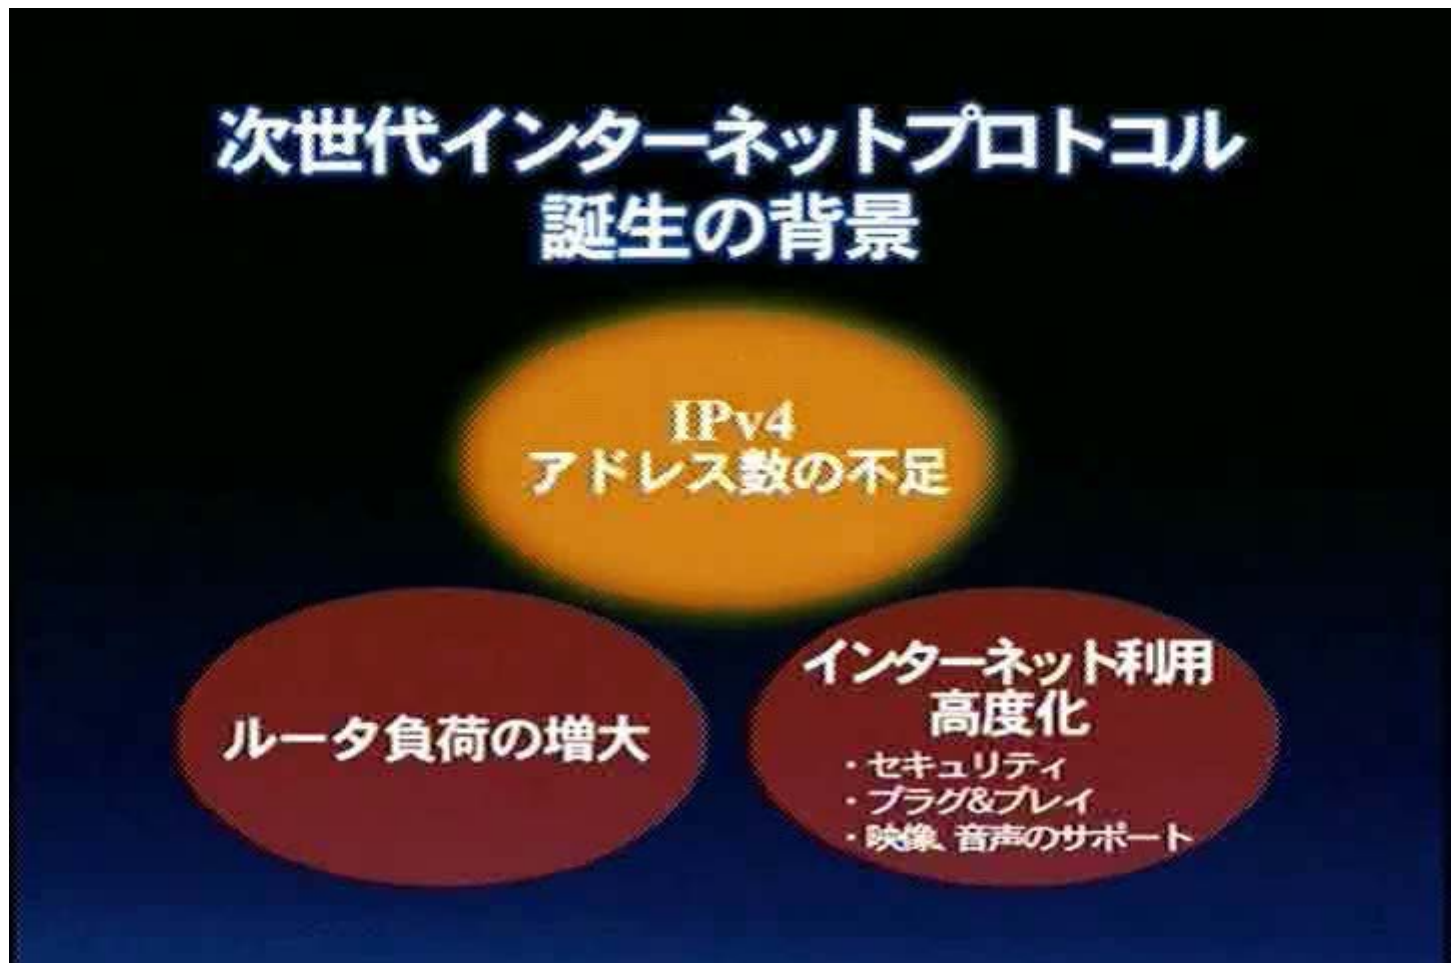 次世代インターネットプロトコル
誕生の背景
IPv4
アドレス数の不足
ルータ負荷の増大
インターネット利用
高度化
・セキュリティ
・プラグ&プレイ
・映像、音声のサポート